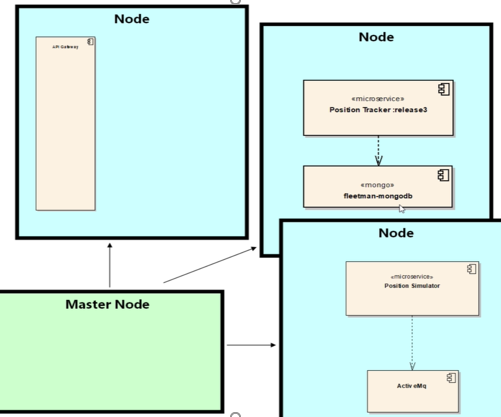 Node
API Gateway
Node
«microservice»
Position Tracker :release3
«mongo»
fleetman-mongodb
Node
«microservice»
Position Simulator
ActiveMq
Master Node